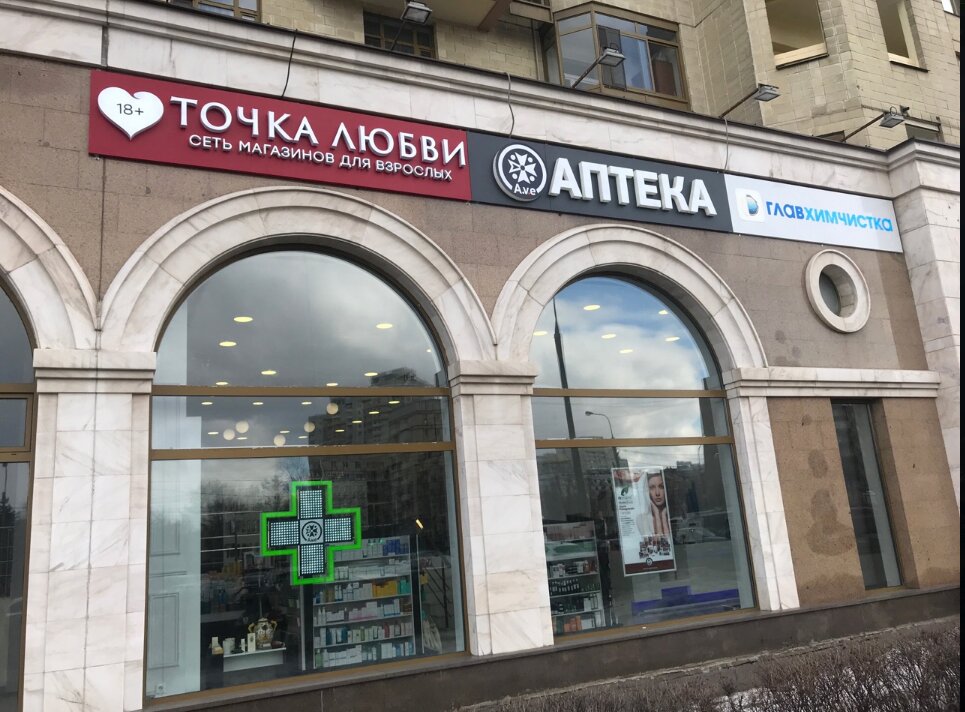 18+
ТОЧКА ЛЮБВИ
СЕТЬ МАГАЗИНОВ ДЛЯ ВЗРОСЛЫХ
A.v.e
АПТЕКА
ГЛАВХИМЧИСТКА